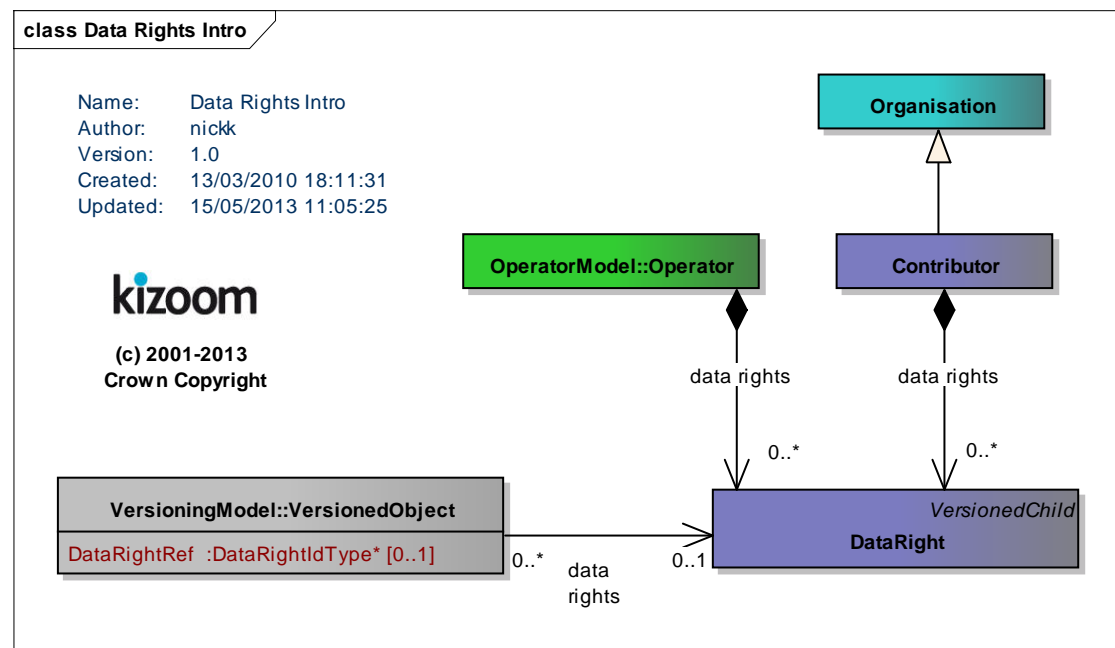 class Data Rights Intro
Name: Data Rights Intro
Author: nickk
Version: 1.0
Created: 13/03/2010 18:11:31
Updated: 15/05/2013 11:05:25
kizoom
(c) 2001-2013
Crown Copyright
Organisation
OperatorModel::Operator
Contributor
data rights
data rights
0..*
0..*
VersioningModel::VersionedObject
DataRightRef :DataRightIdType* [0..1]
0..*
data
rights
0..1
VersionedChild
DataRight